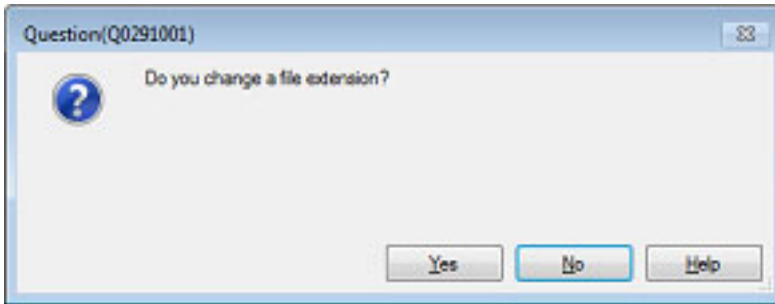 Question(Q0291001)
Do you change a file extension?
Yes
No
Help